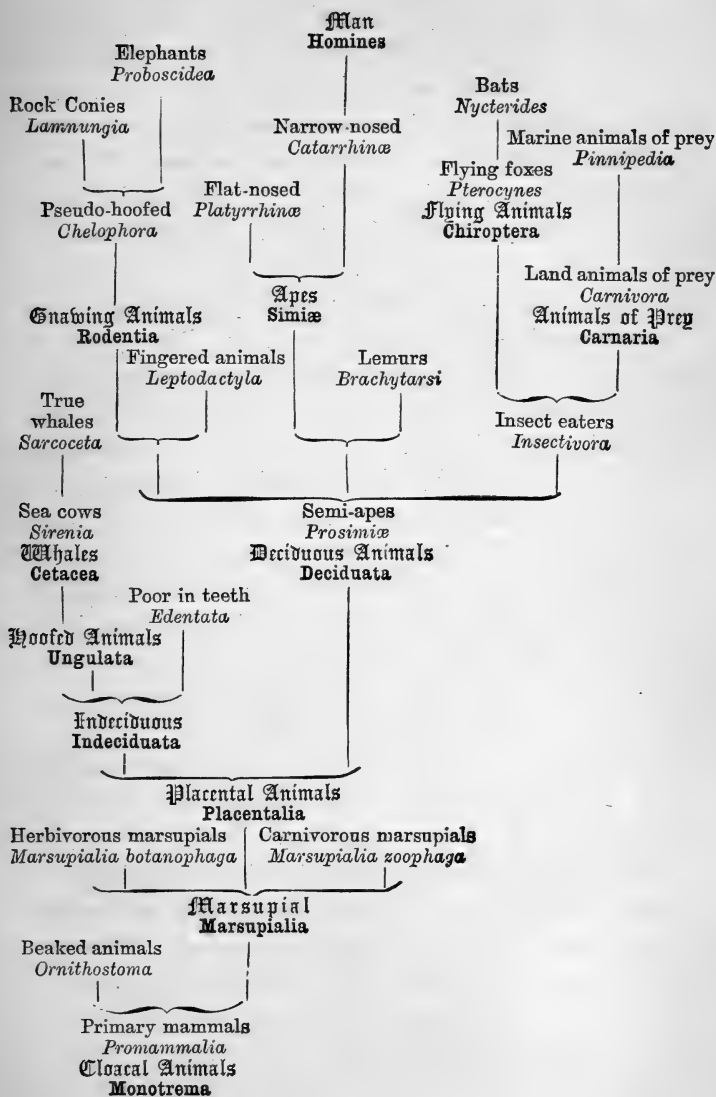 Man
Homines
Elephants
Proboscidea
Bats
Nycterides
Rock Conies
Lamnungia
Narrow-nosed
Catarrhinæ
Marine animals of prey
Pinnipedia
Flying foxes
Pterocynes
Flying Animals
Chiroptera
Flat-nosed
Platyrrhinæ
Pseudo-hoofed
Chelophora
Land animals of prey
Carnivora
Animals of Prey
Carnaria
Apes
Simiæ
Gnawing Animals
Rodentia
Fingered animals
Leptodactyla
Lemurs
Brachytarsi
True
whales
Sarcoceta
Insect eaters
Insectivora
Sea cows
Sirenia
Whales
Cetacea
Semi-apes
Prosimiæ
Deciduous Animals
Deciduata
Poor in teeth
Edentata
Hoofed Animals
Ungulata
Indeciduous
Indeciduata
Placental Animals
Placentalia
Herbivorous marsupials
Marsupialia botanophaga
Carnivorous marsupials
Marsupialia zoophaga
Marsupial
Marsupialia
Beaked animals
Ornithostoma
Primary mammals
Promammalia
Cloacal Animals
Monotrema